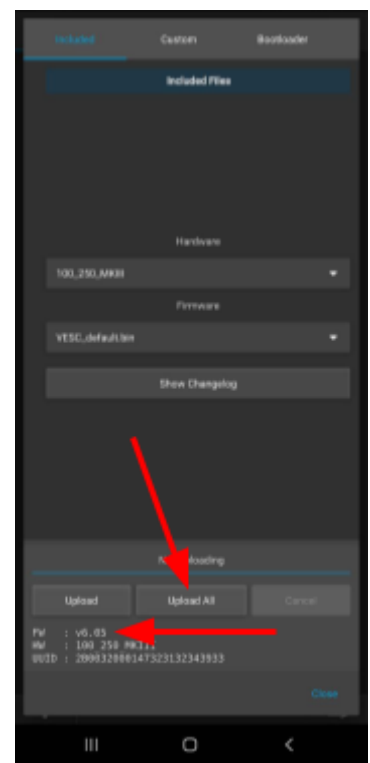 Included Custom Bootloader
Included Files
Hardware
100_250_MKIII
Firmware
VESC_default.bin
Show Changelog
Upload Upload All Cancel
FW : v6.05
HW : 100_250_MKIII
UUID :
Close